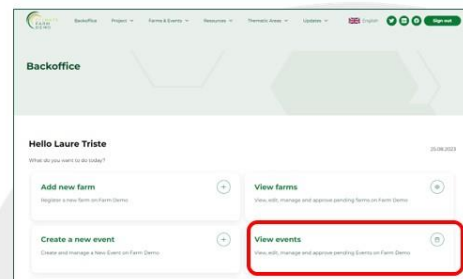 FARM
DEMO
Backoffice Project Farms & Events Resources Thematic Areas Updates English Sign out
Backoffice
Hello Laure Triste
25.08.2023
What do you want to do today?
Add new farm
Register a new farm on Farm Demo
View farms
View, edit, manage and approve pending farms on Farm Demo
Create a new event
Create and manage a New Event on Farm Demo
View events
View, edit, manage and approve pending Events on Farm Demo